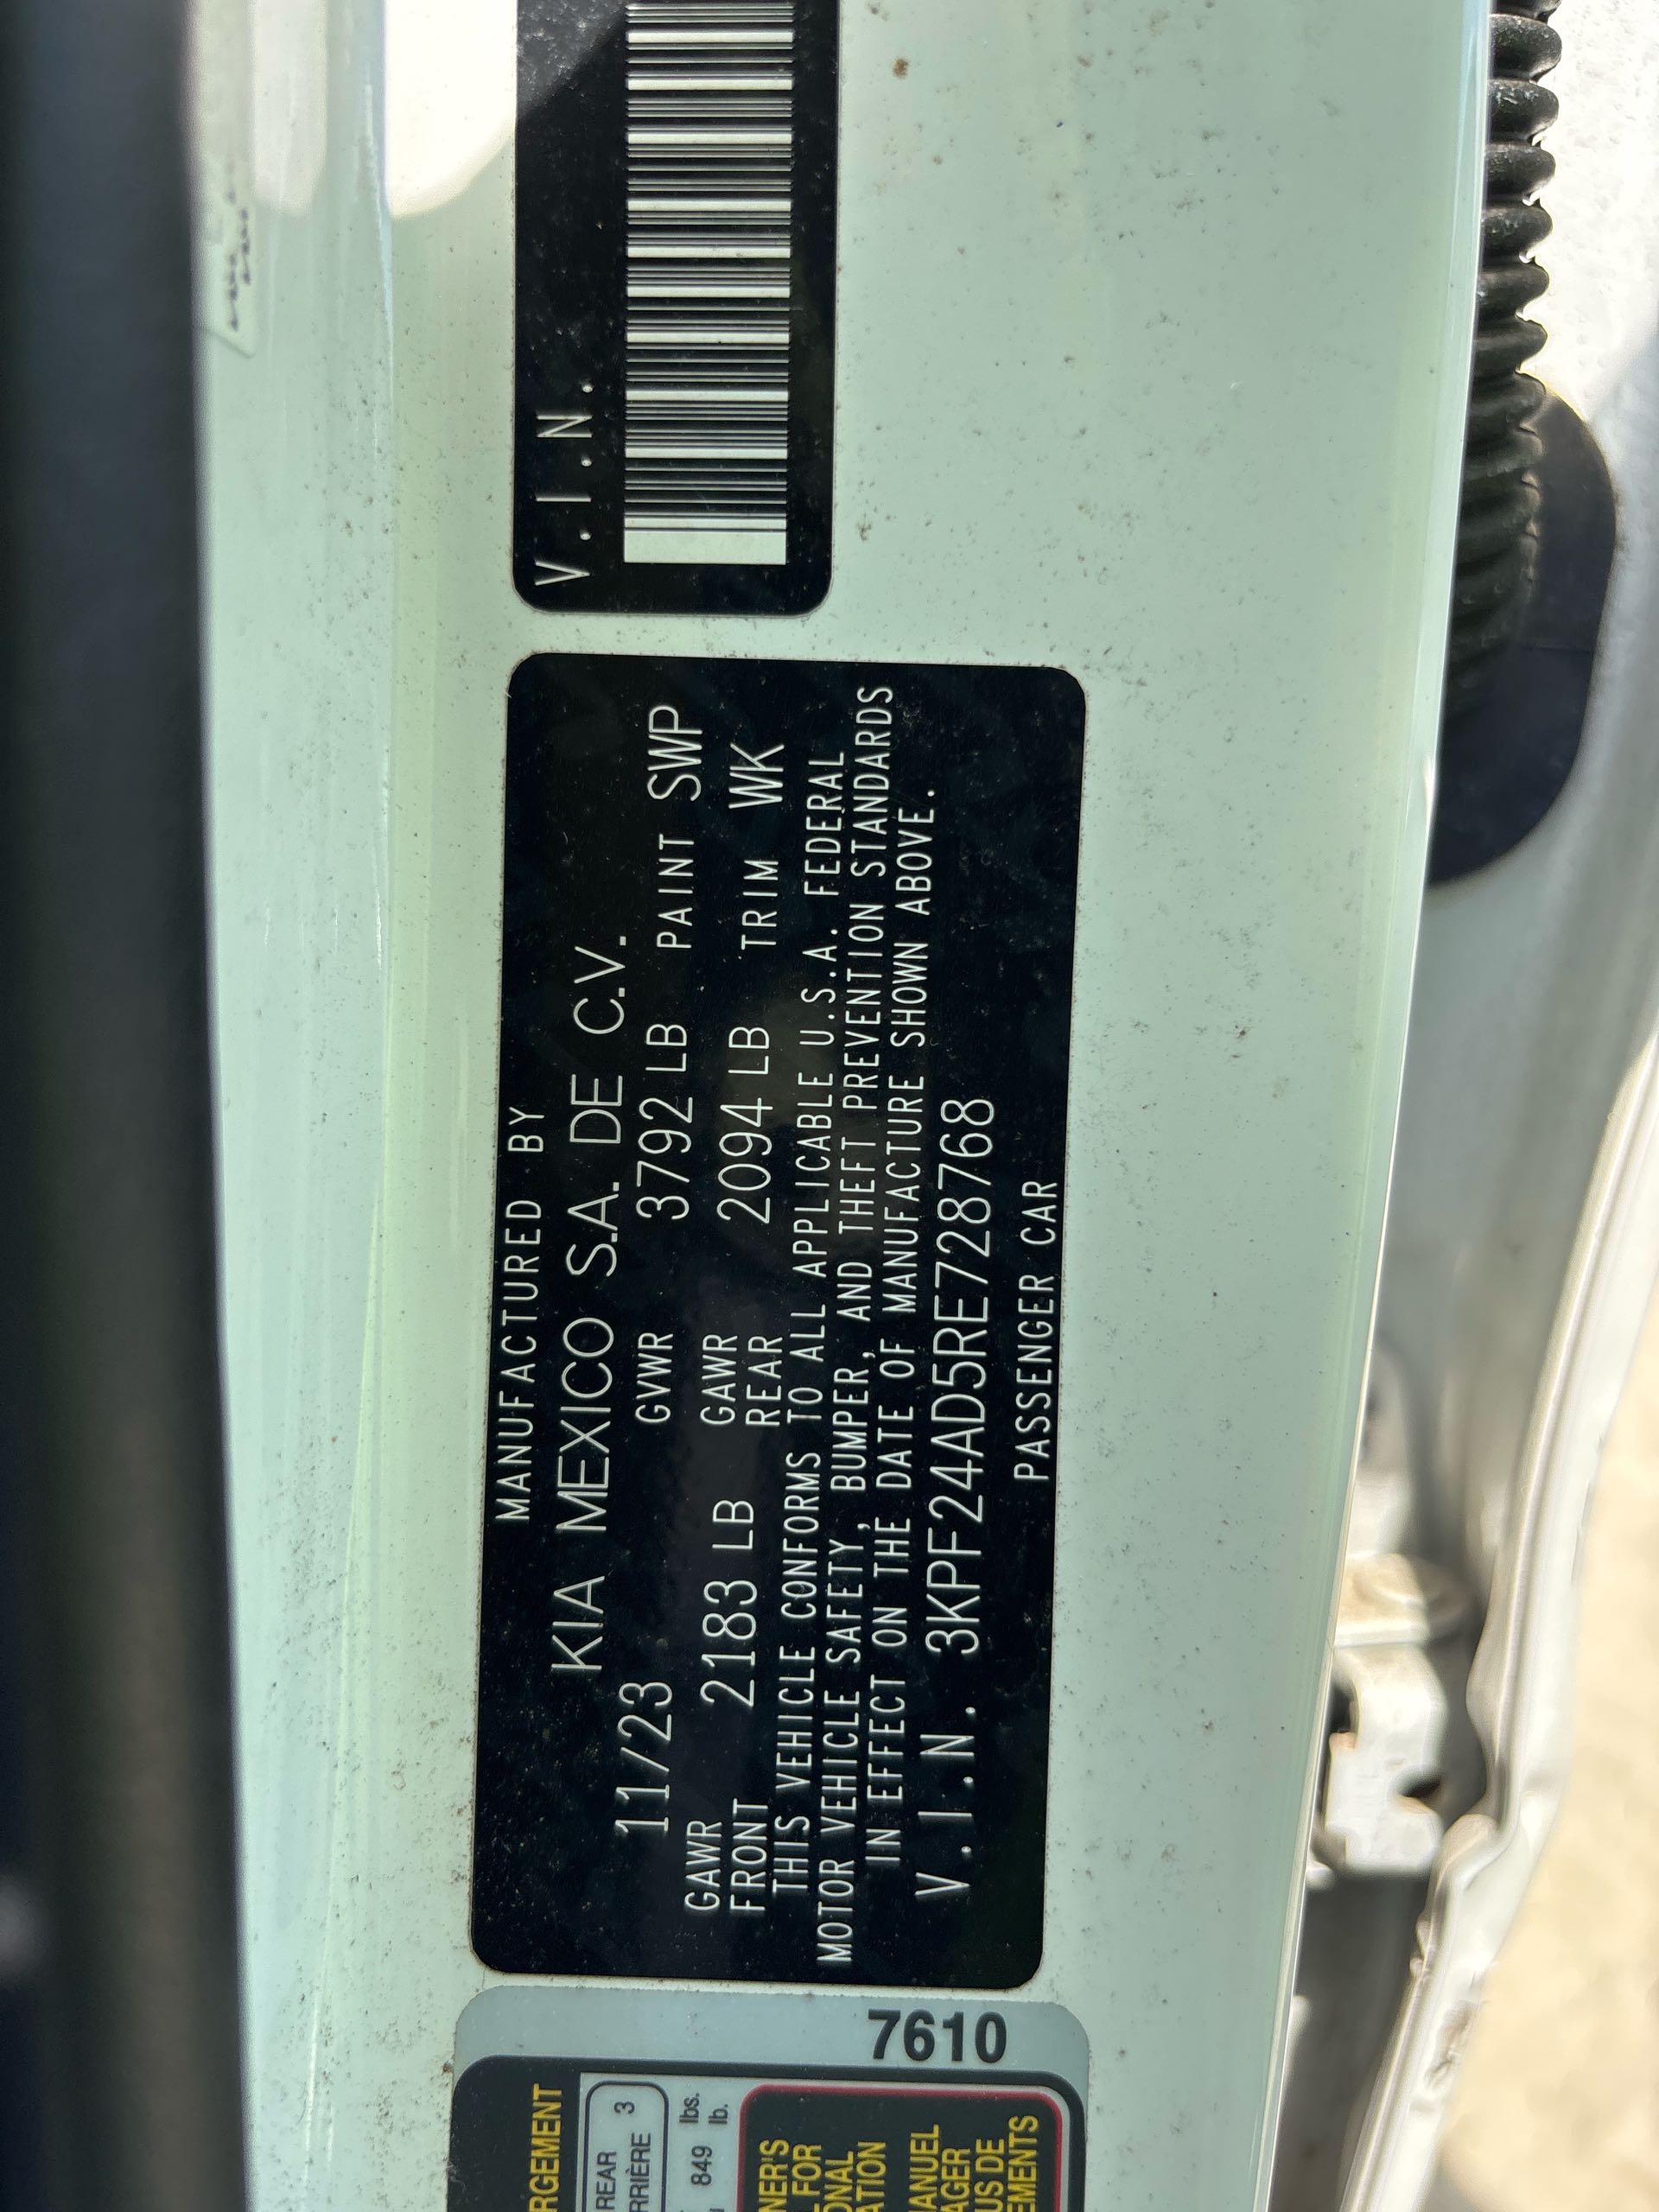 MANUFACTURED BY
KIA MEXICO S.A. DE C.V.
11/23 GVWR 3792 LB PAINT SWP
GAWR FRONT 2183 LB GAWR REAR 2094 LB TRIM WK
THIS VEHICLE CONFORMS TO ALL APPLICABLE U.S.A. FEDERAL
MOTOR VEHICLE SAFETY, BUMPER, AND THEFT PREVENTION STANDARDS
IN EFFECT ON THE DATE OF MANUFACTURE SHOWN ABOVE.
V.I.N. 3KPF24AD5RE728768
PASSENGER CAR
V.I.N.
7610
REAR 3
849 lbs.
lb.
FOR
MANUEL